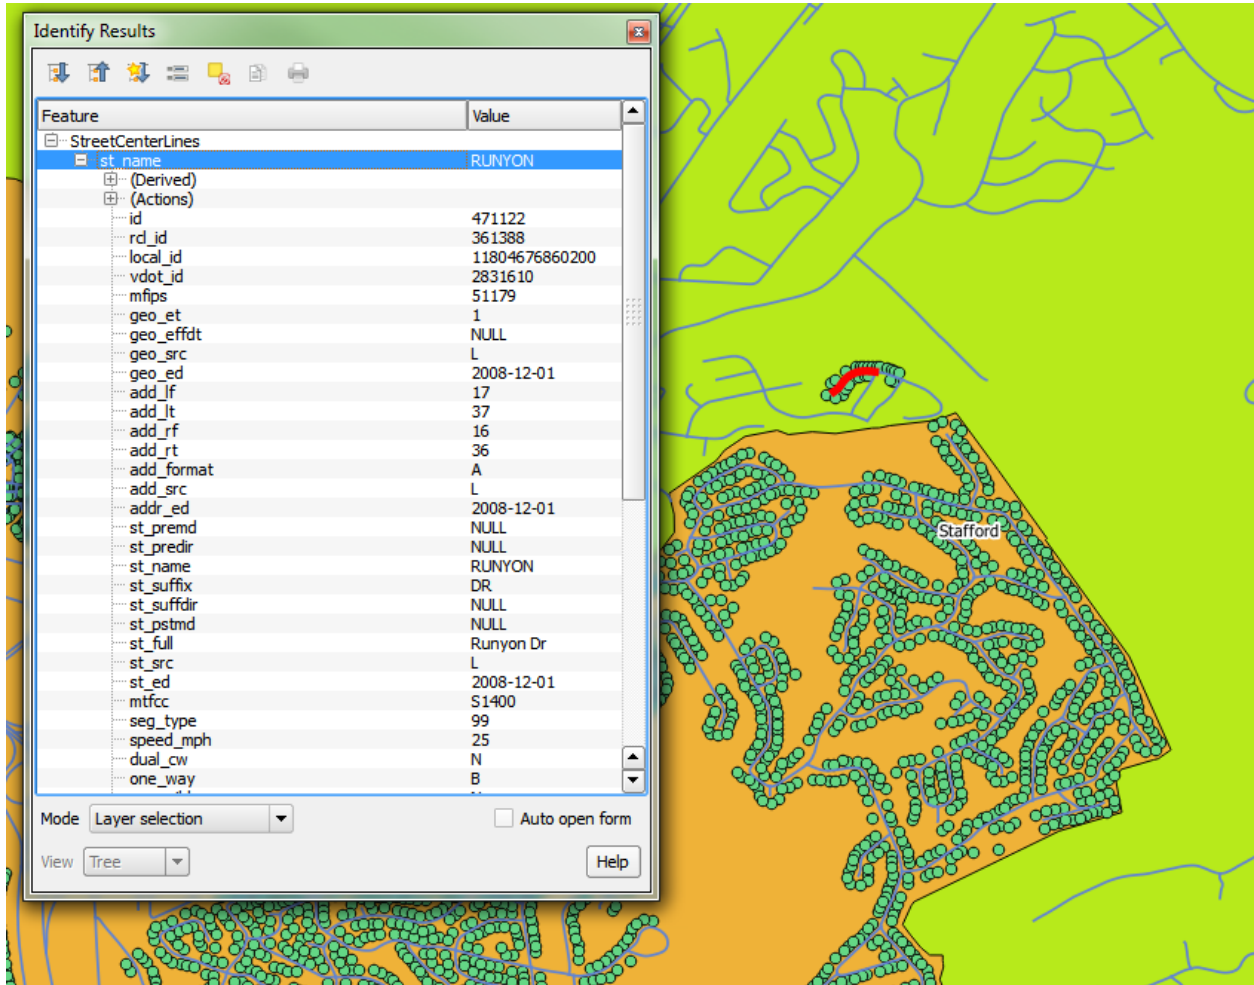 Identify Results
Feature Value
StreetCenterLines
st_name RUNYON
(Derived)
(Actions)
id 471122
rcl_id 361388
local_id 11804676860200
vdot_id 2831610
mfips 51179
geo_et 1
geo_effdt NULL
geo_src L
geo_ed 2008-12-01
add_lf 17
add_lt 37
add_rf 16
add_rt 36
add_format A
add_src L
addr_ed 2008-12-01
st_premd NULL
st_predir NULL
st_name RUNYON
st_suffix DR
st_suffdir NULL
st_pstmd NULL
st_full Runyon Dr
st_src L
st_ed 2008-12-01
mtfcc S1400
seg_type 99
speed_mph 25
dual_cw N
one_way B
Mode Layer selection Auto open form
View Tree Help
Stafford